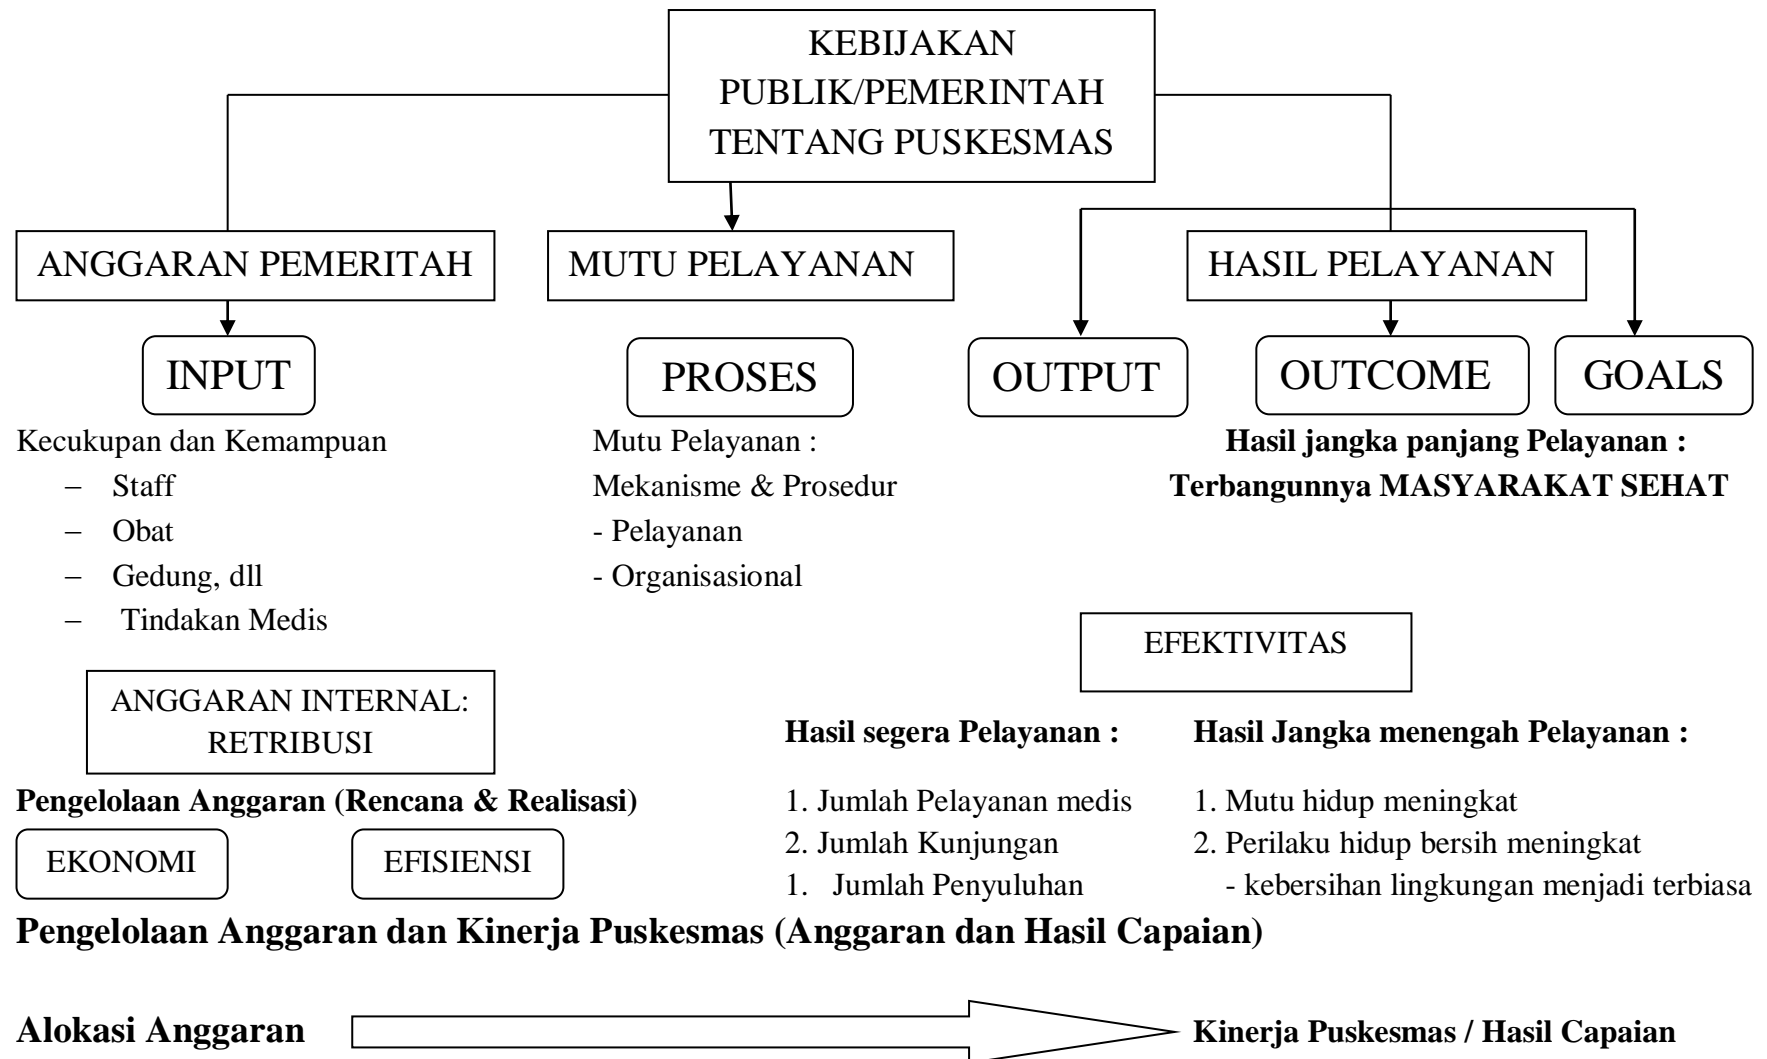 KEBIJAKAN
PUBLIK/PEMERINTAH
TENTANG PUSKESMAS
ANGGARAN PEMERITAH
MUTU PELAYANAN
HASIL PELAYANAN
INPUT
PROSES
OUTPUT
OUTCOME
GOALS
Kecukupan dan Kemampuan
– Staff
– Obat
– Gedung, dll
– Tindakan Medis
Mutu Pelayanan :
Mekanisme & Prosedur
- Pelayanan
- Organisasional
Hasil jangka panjang Pelayanan :
Terbangunnya MASYARAKAT SEHAT
EFEKTIVITAS
ANGGARAN INTERNAL:
RETRIBUSI
Pengelolaan Anggaran (Rencana & Realisasi)
EKONOMI
EFISIENSI
Hasil segera Pelayanan :
1. Jumlah Pelayanan medis
2. Jumlah Kunjungan
1. Jumlah Penyuluhan
Hasil Jangka menengah Pelayanan :
1. Mutu hidup meningkat
2. Perilaku hidup bersih meningkat
- kebersihan lingkungan menjadi terbiasa
Pengelolaan Anggaran dan Kinerja Puskesmas (Anggaran dan Hasil Capaian)
Alokasi Anggaran
Kinerja Puskesmas / Hasil Capaian